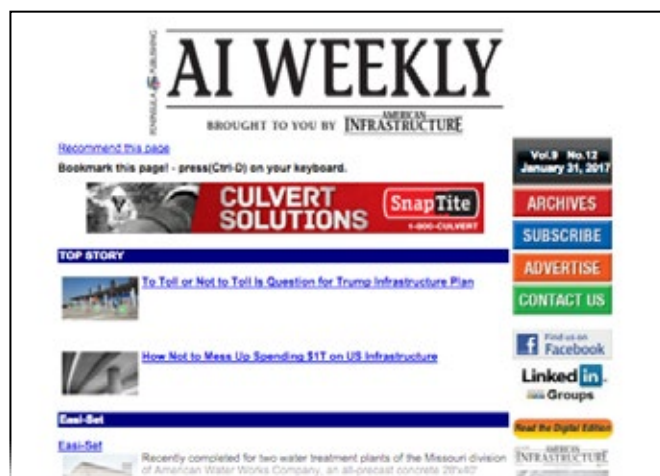 PENINSULA PUBLISHING
AI WEEKLY
BROUGHT TO YOU BY AMERICAN INFRASTRUCTURE
Recommend this page
Bookmark this page! - press(Ctrl-D) on your keyboard.
CULVERT
SOLUTIONS
SnapTite
1-800-CULVERT
Vol.9 No.12
January 31, 2017
ARCHIVES
SUBSCRIBE
ADVERTISE
CONTACT US
Find us on
Facebook
Linked in
Groups
Read the Digital Edition
AMERICAN
INFRASTRUCTURE
TOP STORY
To Toll or Not to Toll Is Question for Trump Infrastructure Plan
How Not to Mess Up Spending $1T on US Infrastructure
Easi-Set
Easi-Set
Recently completed for two water treatment plants of the Missouri division
of American Water Works Company, an all-precast concrete 28'x40'